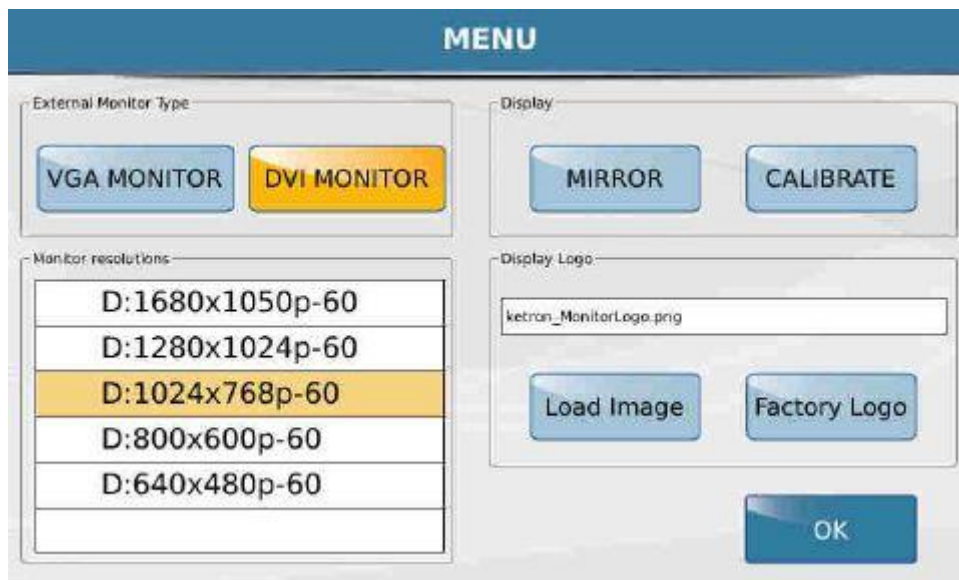 MENU
External Monitor Type
VGA MONITOR
DVI MONITOR
Display
MIRROR
CALIBRATE
Monitor resolutions
D:1680x1050p-60
D:1280x1024p-60
D:1024x768p-60
D:800x600p-60
D:640x480p-60
Display Logo
ketron_MonitorLogo.png
Load Image
Factory Logo
OK